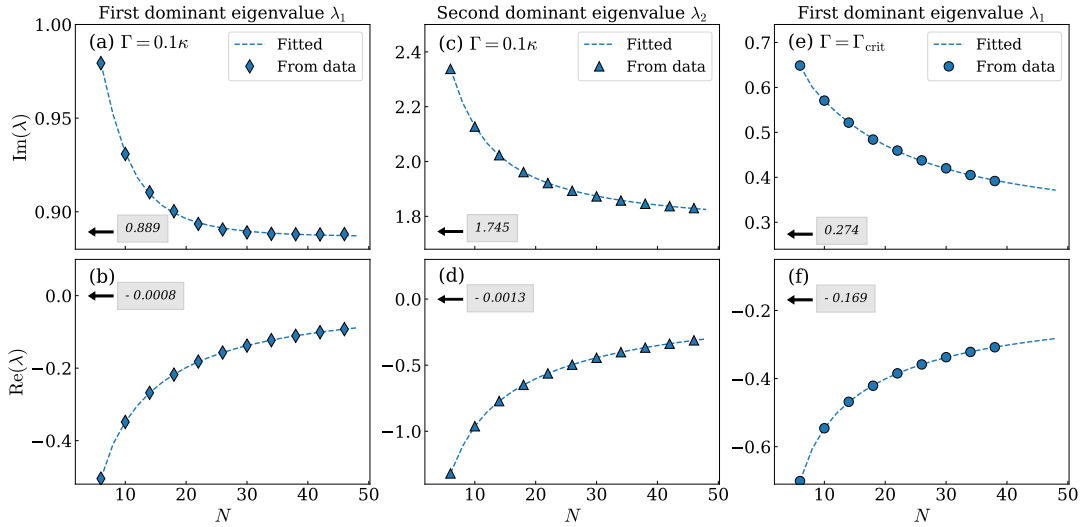 First dominant eigenvalue λ₁
Second dominant eigenvalue λ₂
First dominant eigenvalue λ₁
(a) Γ = 0.1κ
Fitted
From data
1.00
0.95
0.90
Im(λ)
0.889
(c) Γ = 0.1κ
Fitted
From data
2.4
2.2
2.0
1.8
1.745
(e) Γ = Γcrit
Fitted
From data
0.7
0.6
0.5
0.4
0.3
0.274
(b)
- 0.0008
0.0
−0.2
−0.4
Re(λ)
10 20 30 40 50
N
(d)
- 0.0013
0.0
−0.5
−1.0
10 20 30 40 50
N
(f)
- 0.169
−0.2
−0.4
−0.6
10 20 30 40 50
N